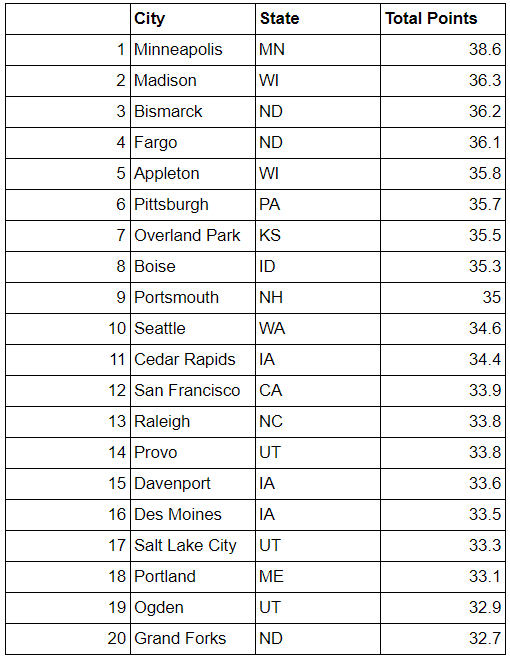 City State Total Points
1 Minneapolis MN 38.6
2 Madison WI 36.3
3 Bismarck ND 36.2
4 Fargo ND 36.1
5 Appleton WI 35.8
6 Pittsburgh PA 35.7
7 Overland Park KS 35.5
8 Boise ID 35.3
9 Portsmouth NH 35
10 Seattle WA 34.6
11 Cedar Rapids IA 34.4
12 San Francisco CA 33.9
13 Raleigh NC 33.8
14 Provo UT 33.8
15 Davenport IA 33.6
16 Des Moines IA 33.5
17 Salt Lake City UT 33.3
18 Portland ME 33.1
19 Ogden UT 32.9
20 Grand Forks ND 32.7